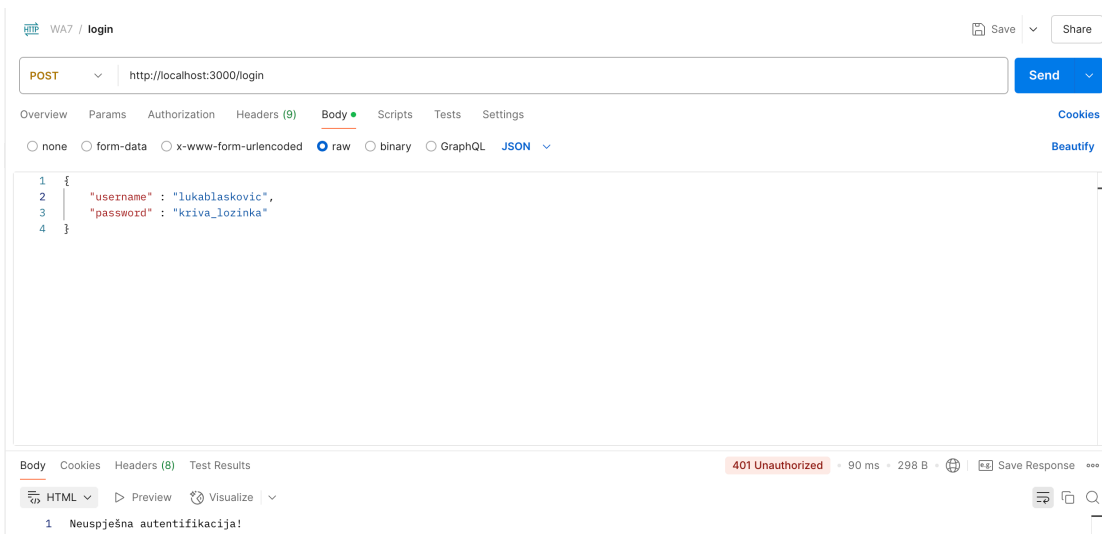 HTTP WA7 / login Save Share
POST http://localhost:3000/login Send
Overview Params Authorization Headers (9) Body Scripts Tests Settings Cookies
none form-data x-www-form-urlencoded raw binary GraphQL JSON Beautify
1 {
2 "username" : "lukablaskovic",
3 "password" : "kriva_lozinka"
4 }
Body Cookies Headers (8) Test Results 401 Unauthorized 90 ms 298 B e.g. Save Response
HTML Preview Visualize
1 Neuspješna autentifikacija!